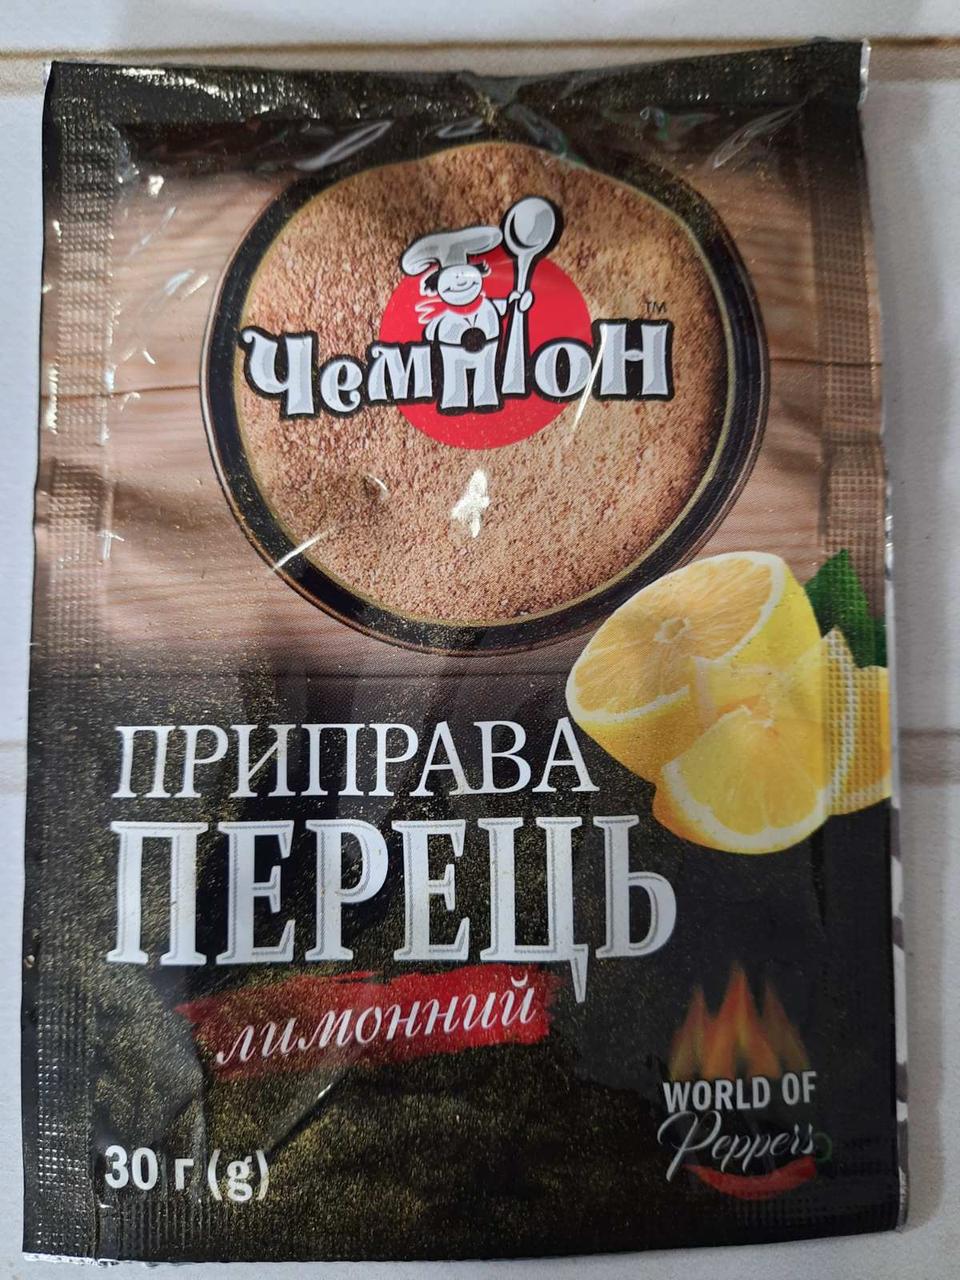 Чемпіон™
ПРИПРАВА
ПЕРЕЦЬ
лимонний
WORLD OF
Peppers
30 г (g)